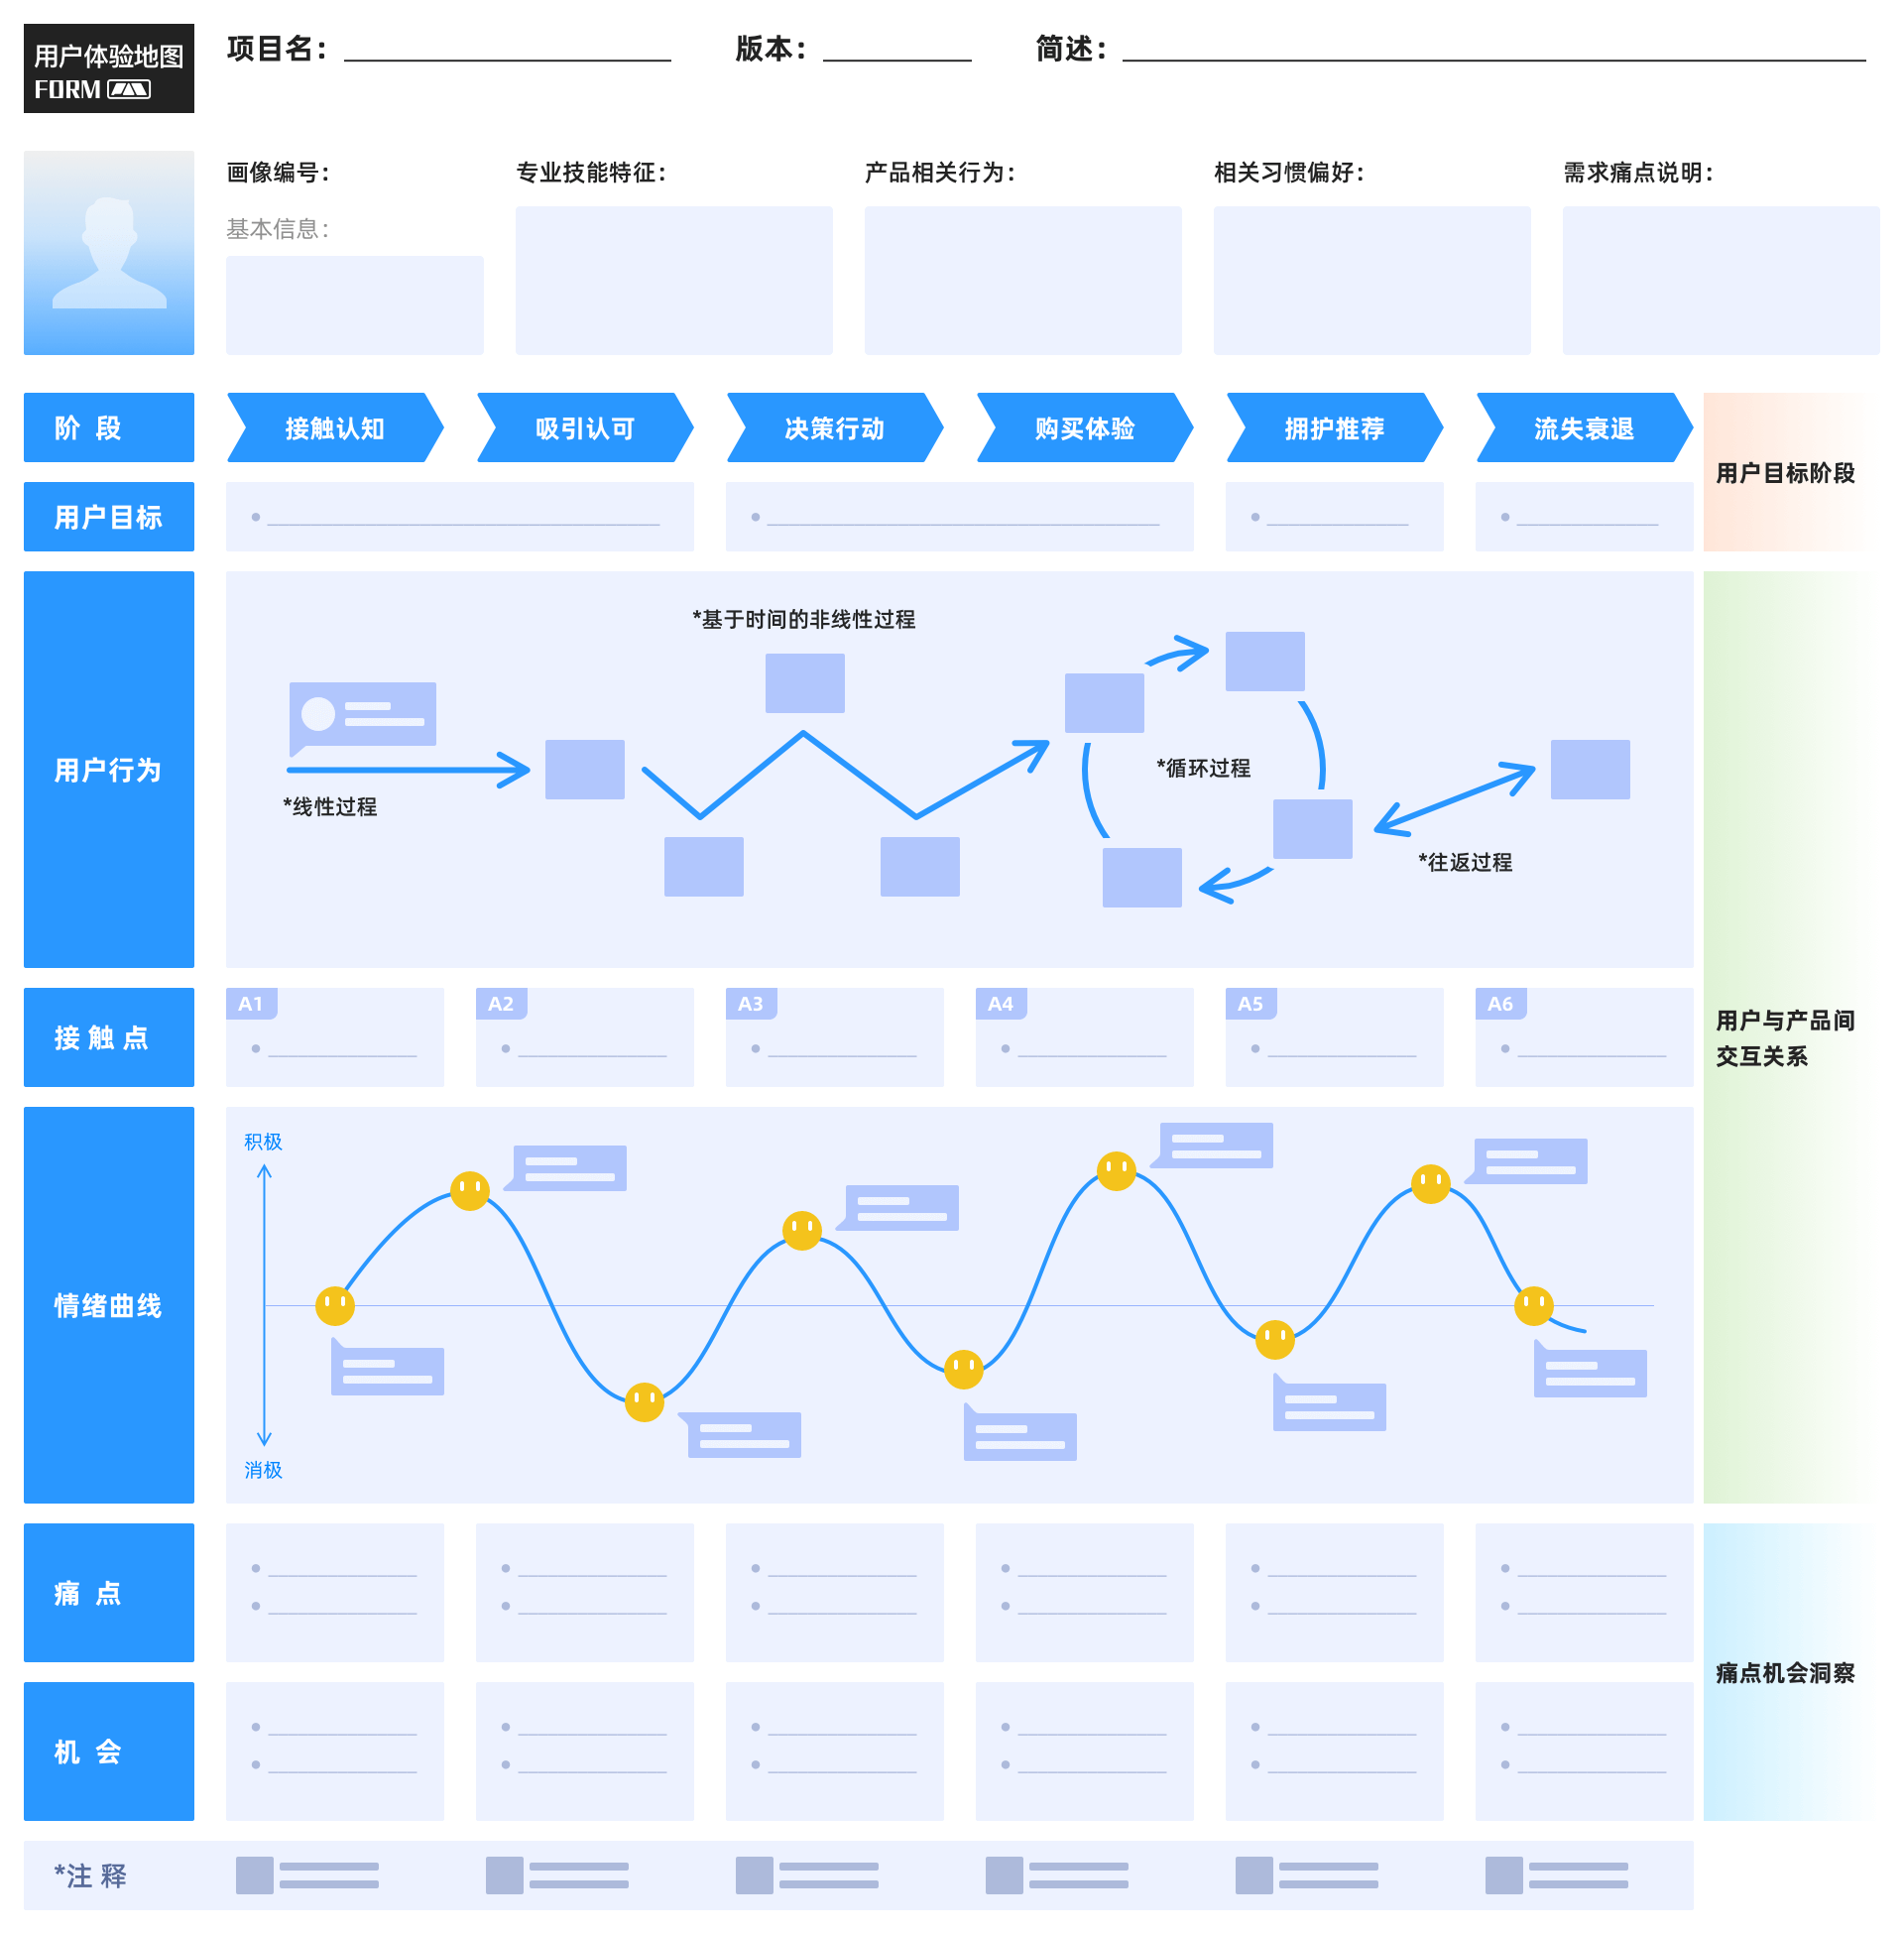 用户体验地图
FORM
项目名：
版本：
简述：
画像编号：
专业技能特征：
产品相关行为：
相关习惯偏好：
需求痛点说明：
基本信息：
阶 段
接触认知
吸引认可
决策行动
购买体验
拥护推荐
流失衰退
用户目标
用户目标阶段
用户行为
*线性过程
*基于时间的非线性过程
*循环过程
*往返过程
接触点
A1
A2
A3
A4
A5
A6
用户与产品间
交互关系
情绪曲线
积极
消极
痛 点
机 会
痛点机会洞察
*注 释